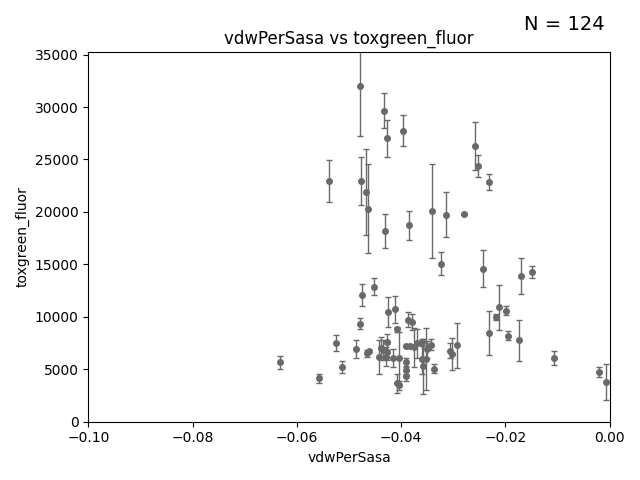 N = 124
vdwPerSasa vs toxgreen_fluor
35000
30000
25000
20000
15000
10000
5000
0
toxgreen_fluor
−0.10 −0.08 −0.06 −0.04 −0.02 0.00
vdwPerSasa